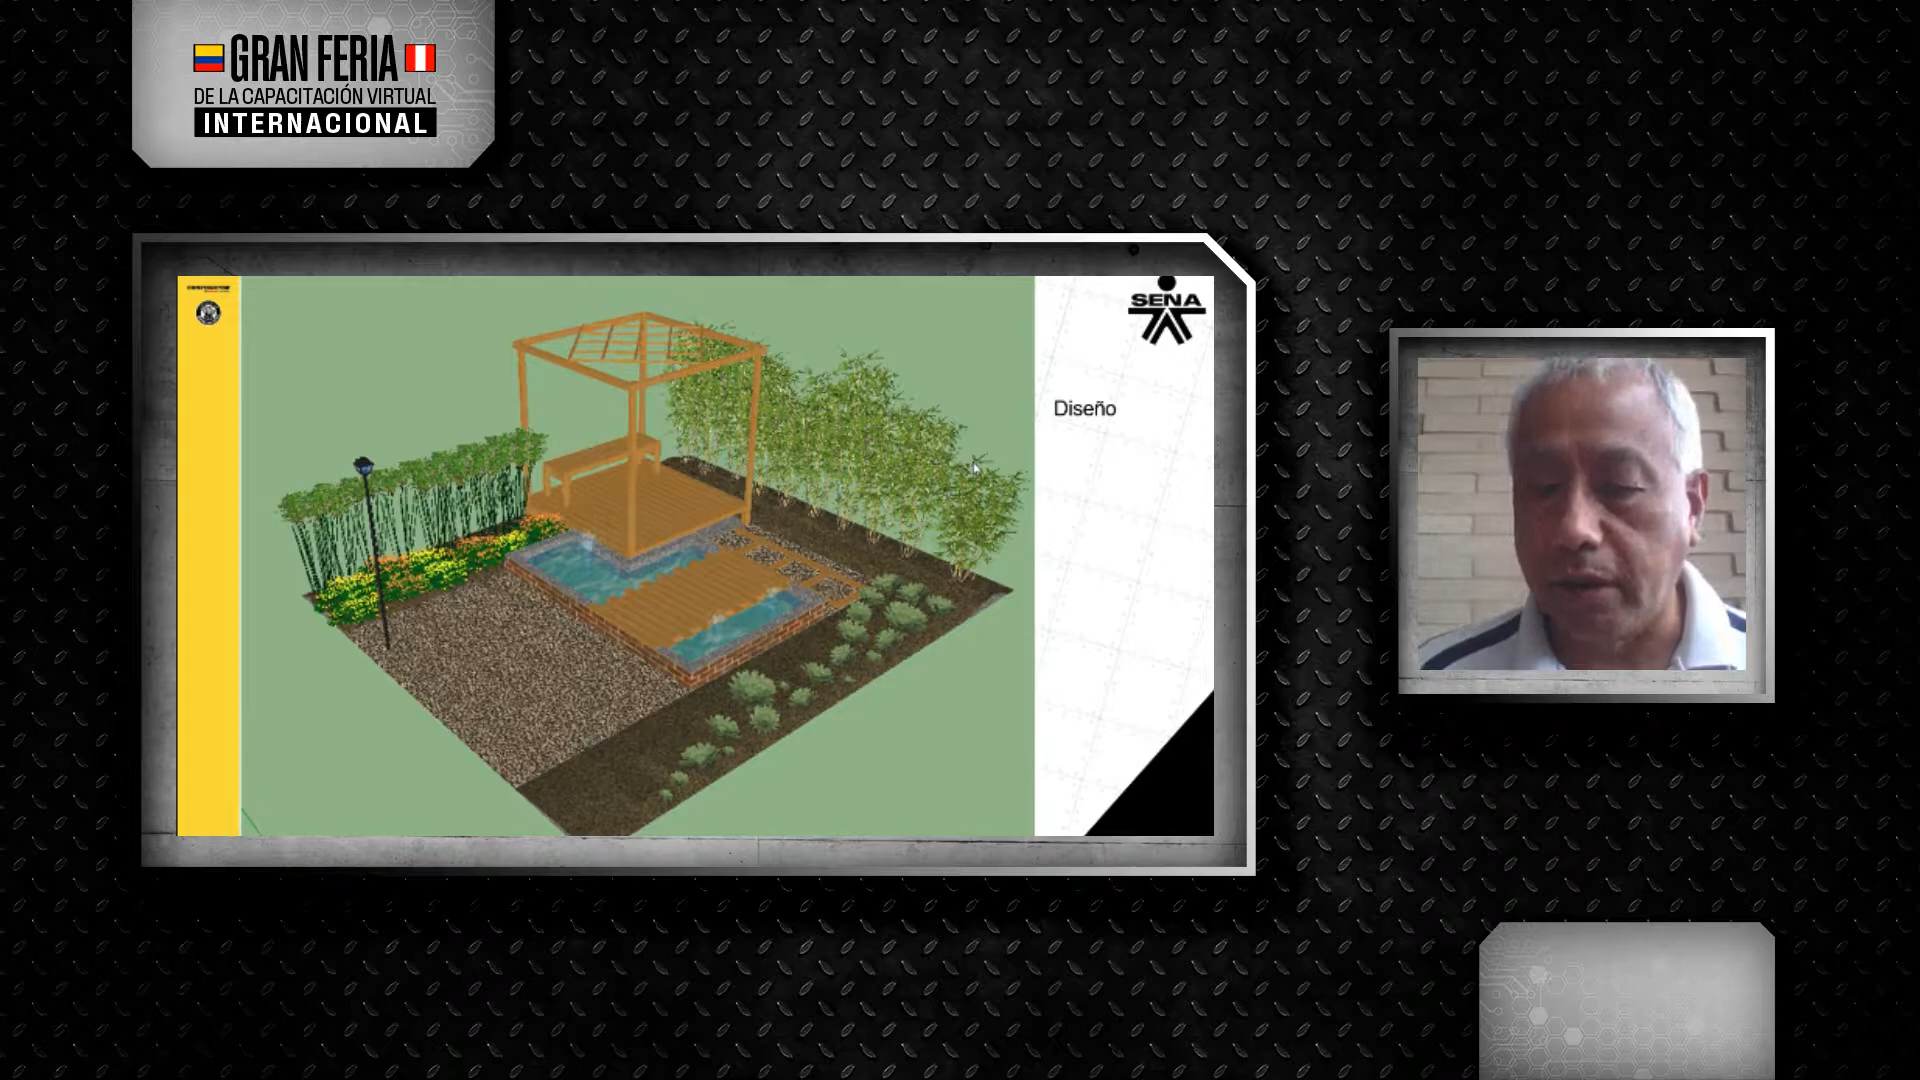 GRAN FERIA
DE LA CAPACITACIÓN VIRTUAL
INTERNACIONAL
SENA
Diseño